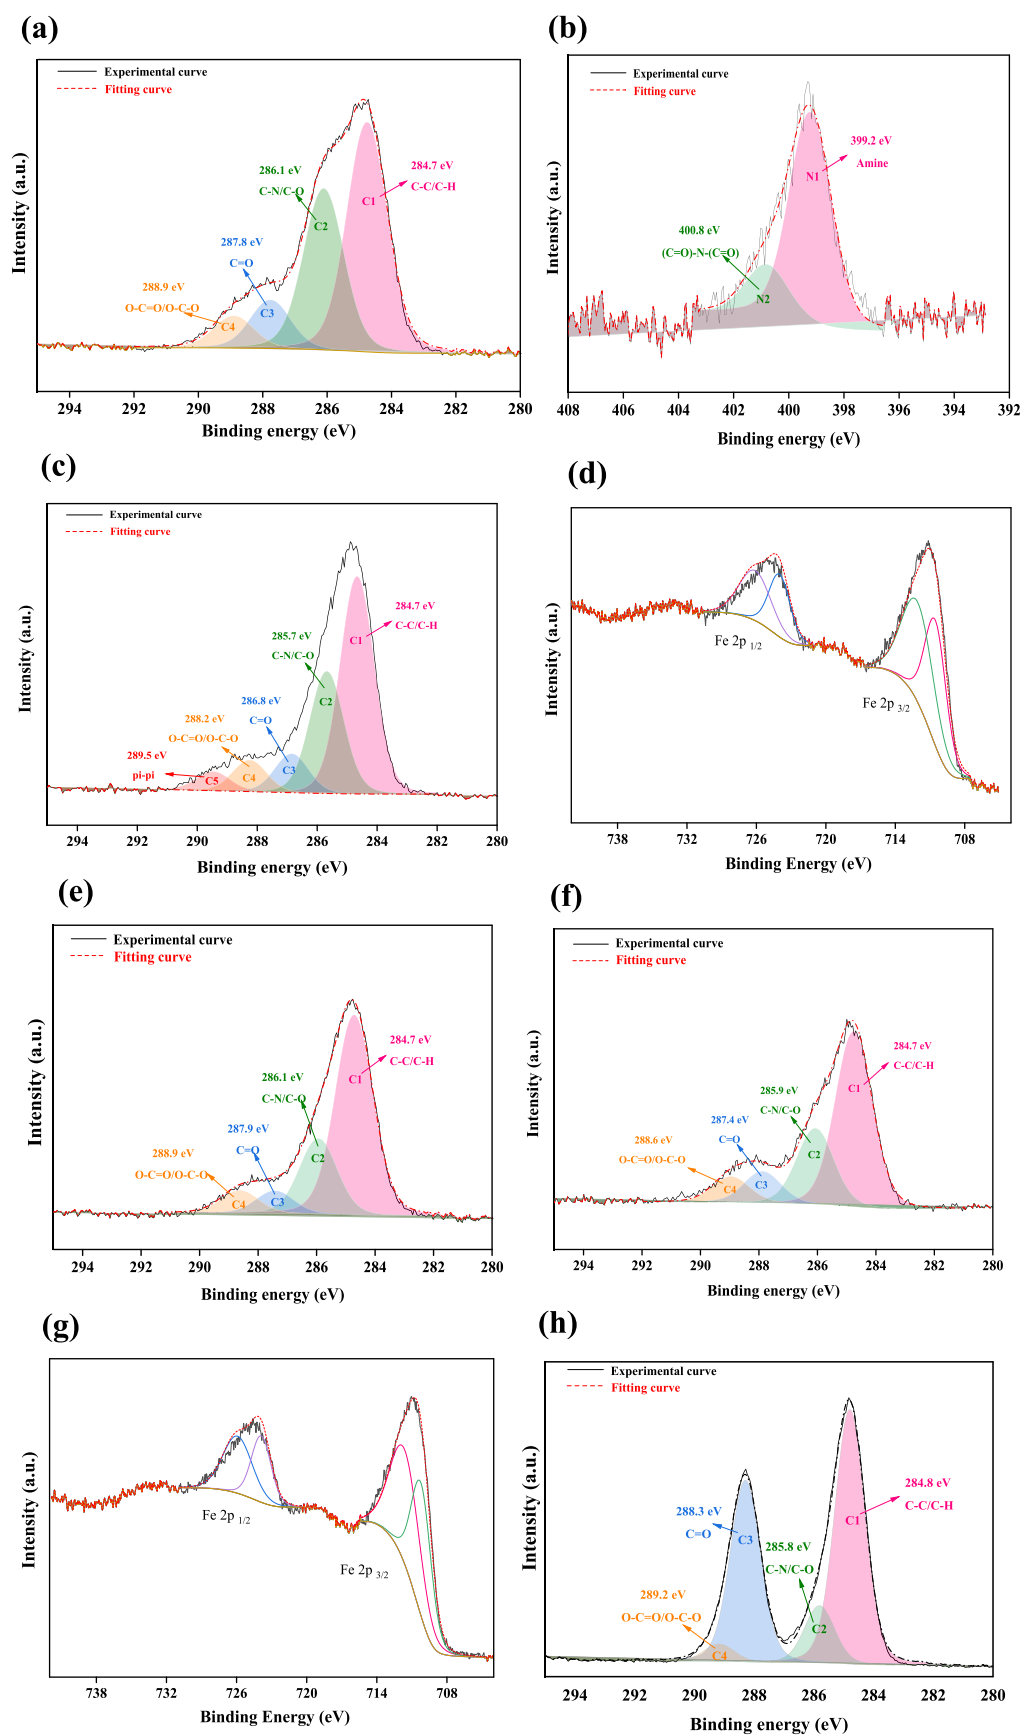 (a)
Experimental curve
Fitting curve
286.1 eV
C-N/C-O
284.7 eV
C-C/C-H
287.8 eV
C=O
288.9 eV
O-C=O/O-C-O
C1
C2
C3
C4
Intensity (a.u.)
294 292 290 288 286 284 282 280
Binding energy (eV)
(b)
Experimental curve
Fitting curve
399.2 eV
Amine
N1
400.8 eV
(C=O)-N-(C=O)
N2
Intensity (a.u.)
408 406 404 402 400 398 396 394 392
Binding energy (eV)
(c)
Experimental curve
Fitting curve
284.7 eV
C-C/C-H
285.7 eV
C-N/C-O
286.8 eV
C=O
288.2 eV
O-C=O/O-C-O
289.5 eV
pi-pi
C1
C2
C3
C4
C5
Intensity (a.u.)
294 292 290 288 286 284 282 280
Binding energy (eV)
(d)
Fe 2p 1/2
Fe 2p 3/2
Intensity (a.u.)
738 732 726 720 714 708
Binding Energy (eV)
(e)
Experimental curve
Fitting curve
284.7 eV
C-C/C-H
286.1 eV
C-N/C-O
287.9 eV
C=O
288.9 eV
O-C=O/O-C-O
C1
C2
C3
C4
Intensity (a.u.)
294 292 290 288 286 284 282 280
Binding energy (eV)
(f)
Experimental curve
Fitting curve
284.7 eV
C-C/C-H
285.9 eV
C-N/C-O
287.4 eV
C=O
288.6 eV
O-C=O/O-C-O
C1
C2
C3
C4
Intensity (a.u.)
294 292 290 288 286 284 282 280
Binding energy (eV)
(g)
Fe 2p 1/2
Fe 2p 3/2
Intensity (a.u.)
738 732 726 720 714 708
Binding Energy (eV)
(h)
Experimental curve
Fitting curve
284.8 eV
C-C/C-H
288.3 eV
C=O
285.8 eV
C-N/C-O
289.2 eV
O-C=O/O-C-O
C1
C2
C3
C4
Intensity (a.u.)
294 292 290 288 286 284 282 280
Binding energy (eV)